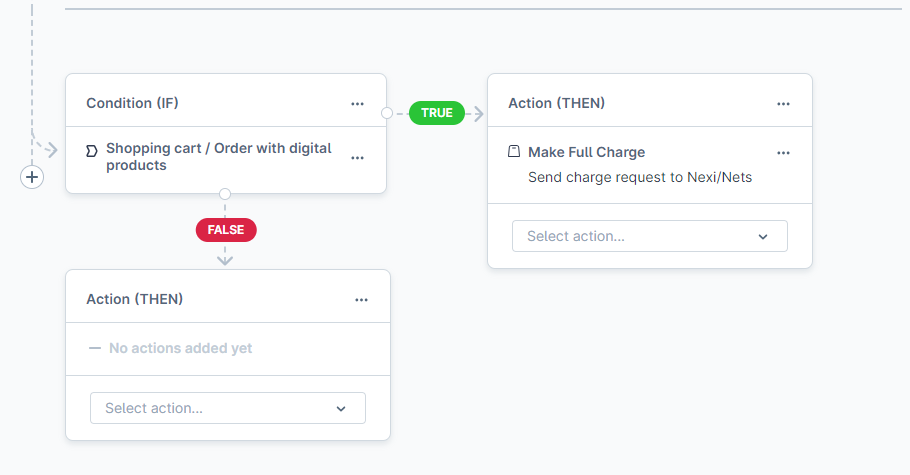 Condition (IF)
Shopping cart / Order with digital
products
TRUE
Action (THEN)
Make Full Charge
Send charge request to Nexi/Nets
Select action...
FALSE
Action (THEN)
No actions added yet
Select action...